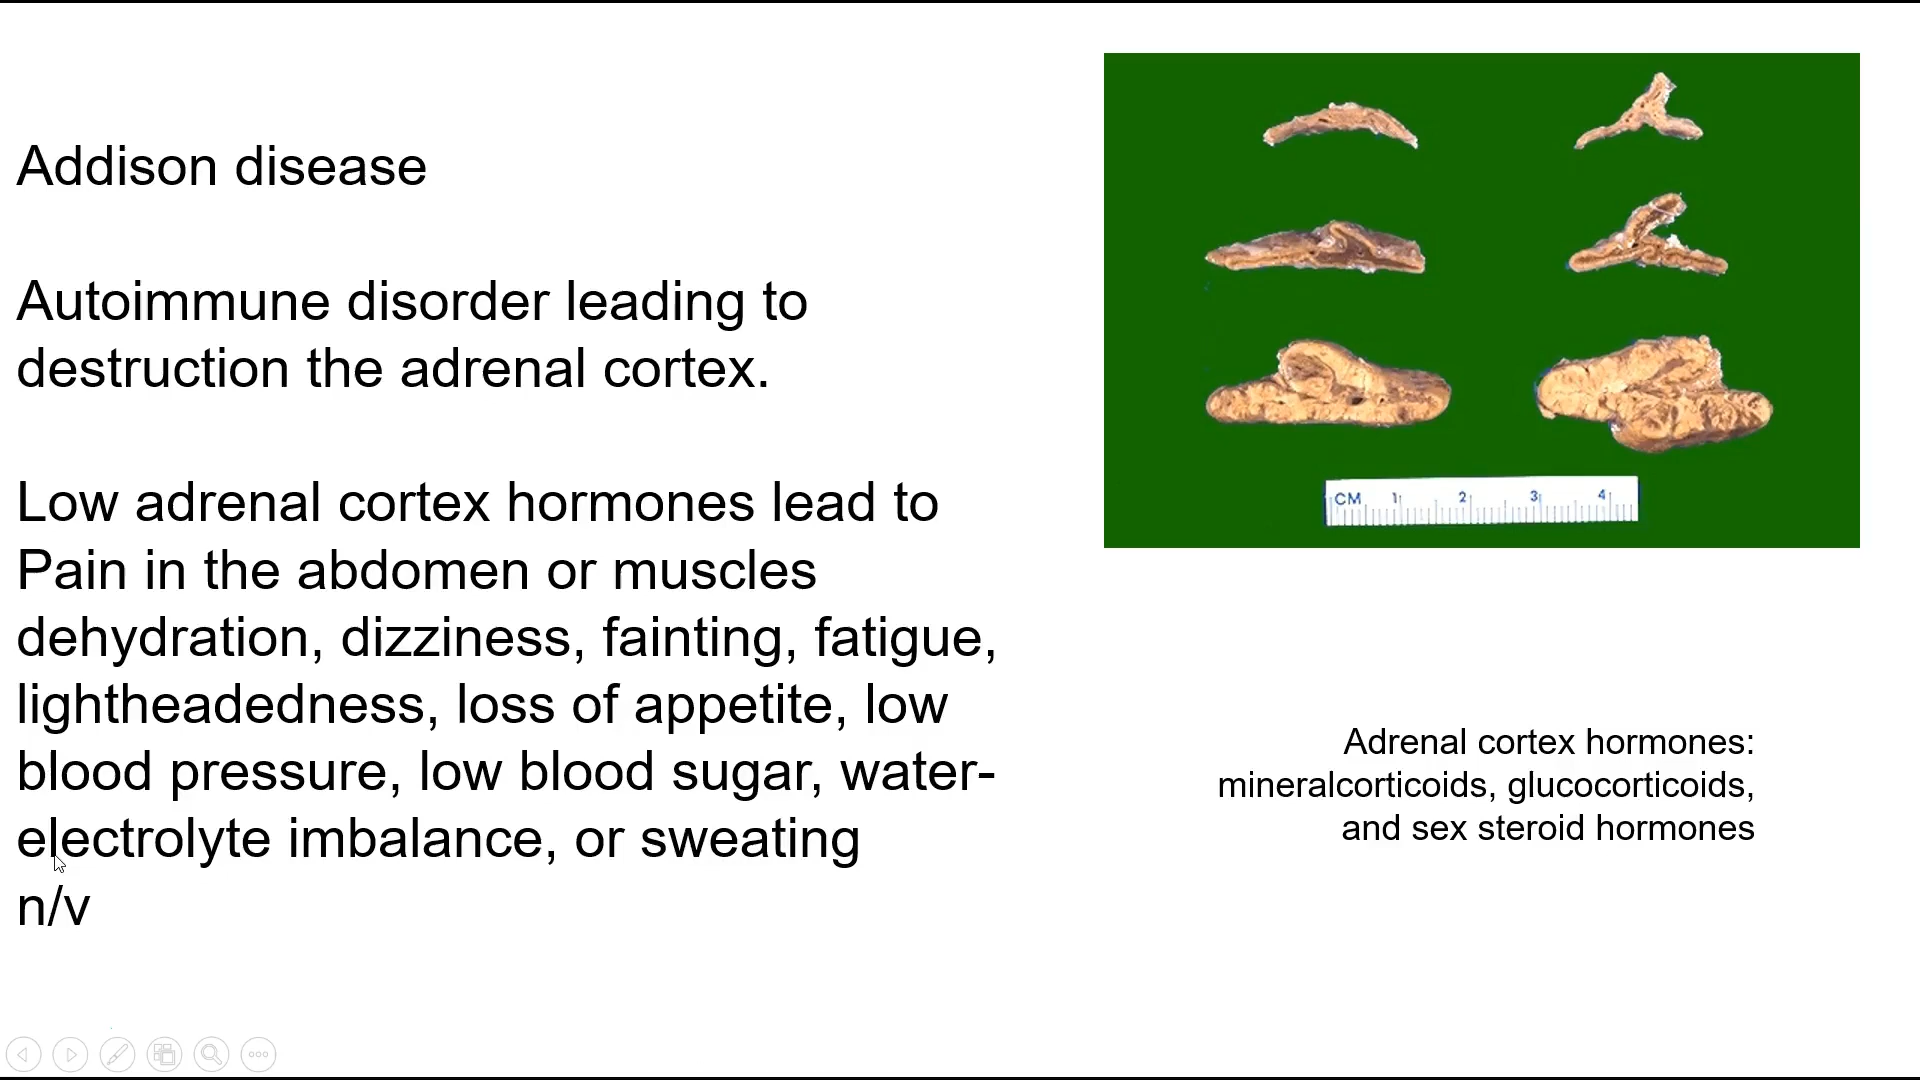 Addison disease
Autoimmune disorder leading to
destruction the adrenal cortex.
Low adrenal cortex hormones lead to
Pain in the abdomen or muscles
dehydration, dizziness, fainting, fatigue,
lightheadedness, loss of appetite, low
blood pressure, low blood sugar, water-
electrolyte imbalance, or sweating
n/v
CM 1 2 3 4
Adrenal cortex hormones:
mineralcorticoids, glucocorticoids,
and sex steroid hormones